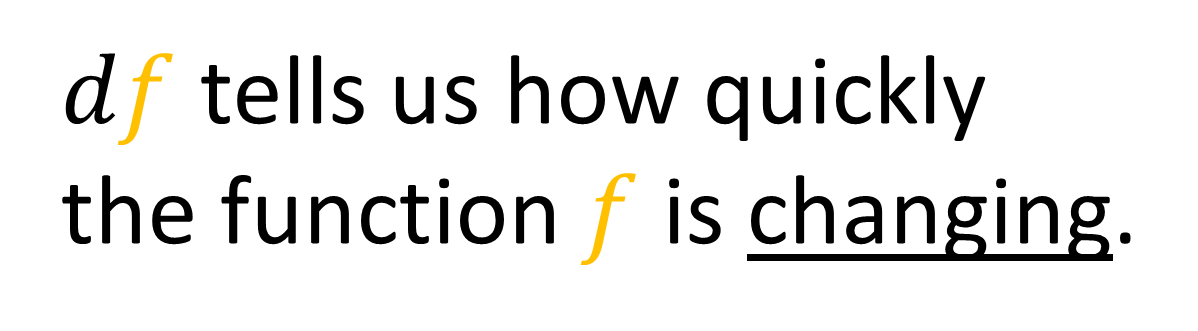 df tells us how quickly
the function f is changing.